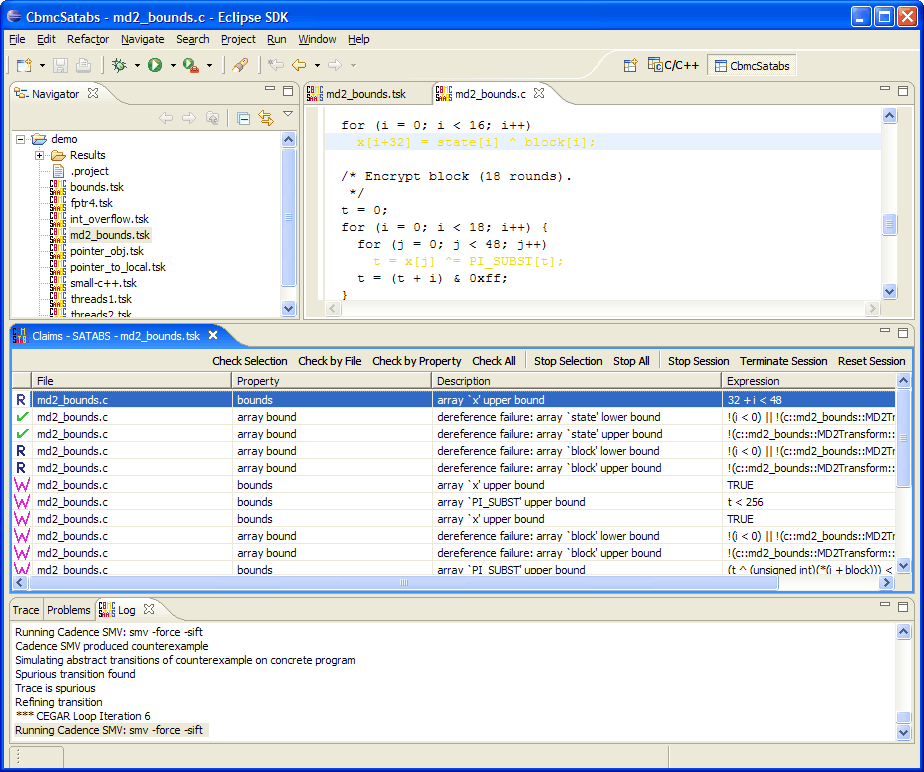 CbmcSatabs - md2_bounds.c - Eclipse SDK
File Edit Refactor Navigate Search Project Run Window Help
C/C++ CbmcSatabs
Navigator
demo
Results
.project
bounds.tsk
fptr4.tsk
int_overflow.tsk
md2_bounds.tsk
pointer_obj.tsk
pointer_to_local.tsk
small-c++.tsk
threads1.tsk
threads2.tsk
md2_bounds.tsk md2_bounds.c
for (i = 0; i < 16; i++)
x[i+32] = state[i] ^ block[i];
/* Encrypt block (18 rounds).
*/
t = 0;
for (i = 0; i < 18; i++) {
for (j = 0; j < 48; j++)
t = x[j] ^= PI_SUBST[t];
t = (t + i) & 0xff;
}
Claims - SATABS - md2_bounds.tsk
Check Selection Check by File Check by Property Check All Stop Selection Stop All Stop Session Terminate Session Reset Session
File Property Description Expression
R md2_bounds.c bounds array `x' upper bound 32 + i < 48
md2_bounds.c array bound dereference failure: array `state' lower bound !(i < 0) || !(c::md2_bounds::MD2Tr
md2_bounds.c array bound dereference failure: array `state' upper bound !(c::md2_bounds::MD2Transform::
R md2_bounds.c array bound dereference failure: array `block' lower bound !(i < 0) || !(c::md2_bounds::MD2Tr
R md2_bounds.c array bound dereference failure: array `block' upper bound !(c::md2_bounds::MD2Transform::
W md2_bounds.c bounds array `x' upper bound TRUE
W md2_bounds.c bounds array `PI_SUBST' upper bound t < 256
W md2_bounds.c bounds array `x' upper bound TRUE
W md2_bounds.c array bound dereference failure: array `block' lower bound !(i < 0) || !(c::md2_bounds::MD2Tr
W md2_bounds.c array bound dereference failure: array `block' upper bound !(c::md2_bounds::MD2Transform::
W md2_bounds.c bounds array `PI_SUBST' upper bound (t ^ (unsigned int)(*(i + block))) <
Trace Problems Log
Running Cadence SMV: smv -force -sift
Cadence SMV produced counterexample
Simulating abstract transitions of counterexample on concrete program
Spurious transition found
Trace is spurious
Refining transition
*** CEGAR Loop Iteration 6
Running Cadence SMV: smv -force -sift